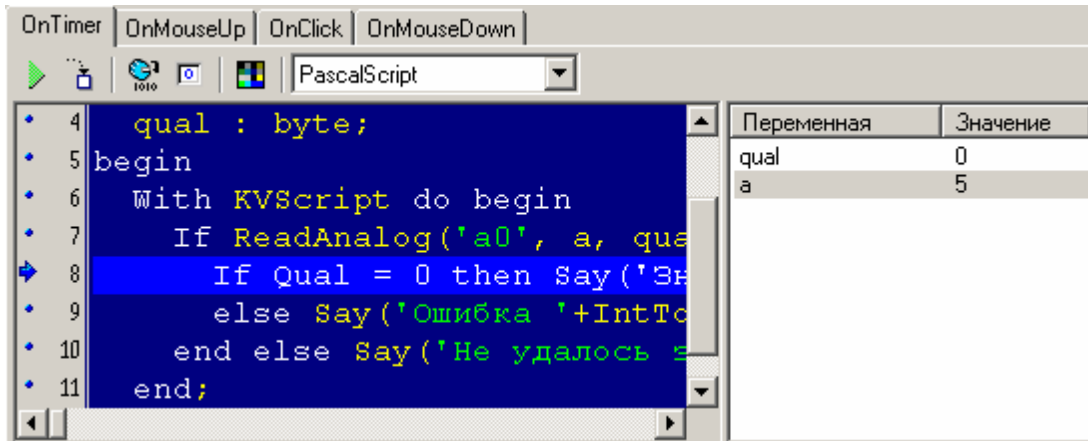 OnTimer OnMouseUp OnClick OnMouseDown
1010 PascalScript
4 qual : byte;
5 begin
6 With KVScript do begin
7 If ReadAnalog('a0', a, qua
8 If Qual = 0 then Say('Зн
9 else Say('Ошибка '+IntTo
10 end else Say('Не удалось з
11 end;
Переменная Значение
qual 0
a 5